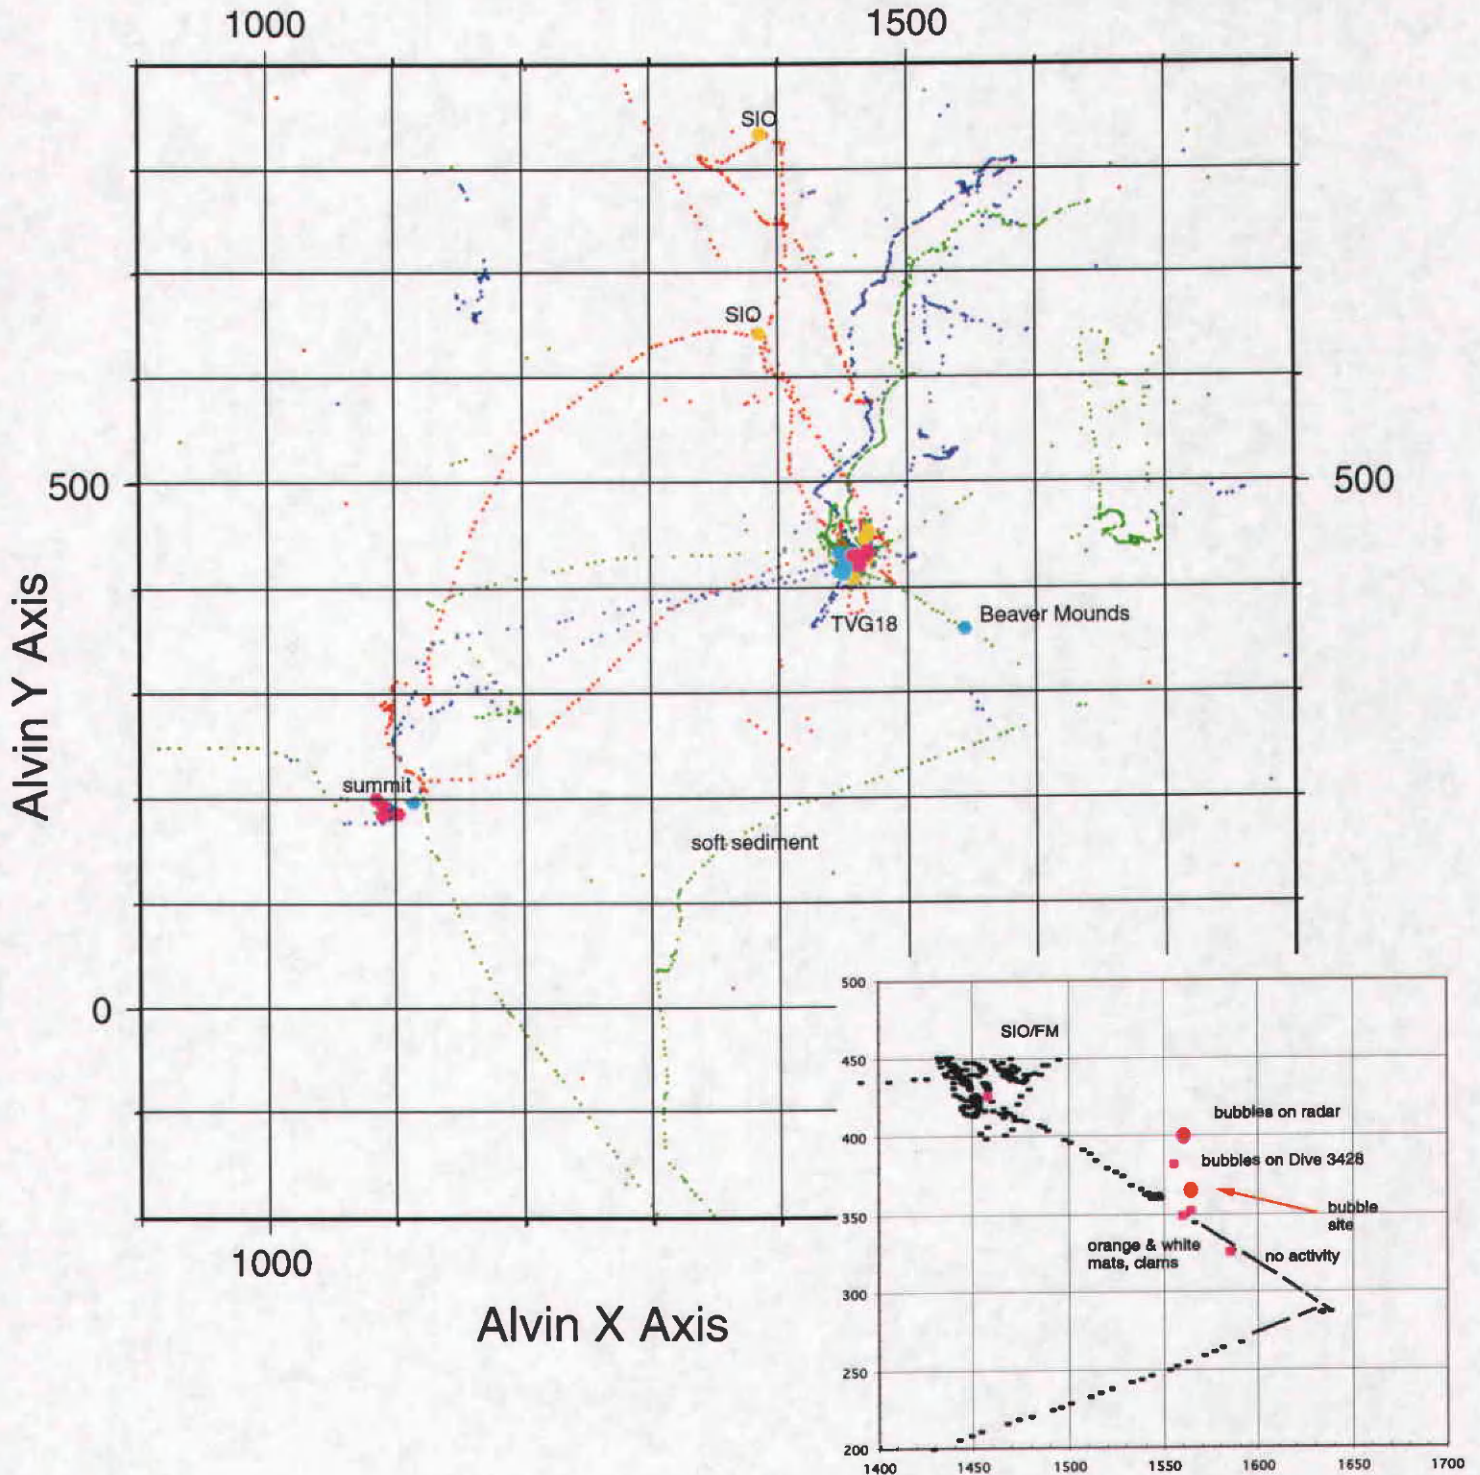 1000
1500
SIO
SIO
500
500
Alvin Y Axis
TVG18
Beaver Mounds
summit
soft sediment
0
1000
Alvin X Axis
500
SIO/FM
450
bubbles on radar
400
bubbles on Dive 3428
bubble
site
350
orange & white
mats, clams
no activity
300
250
200
1400
1450
1500
1550
1600
1650
1700